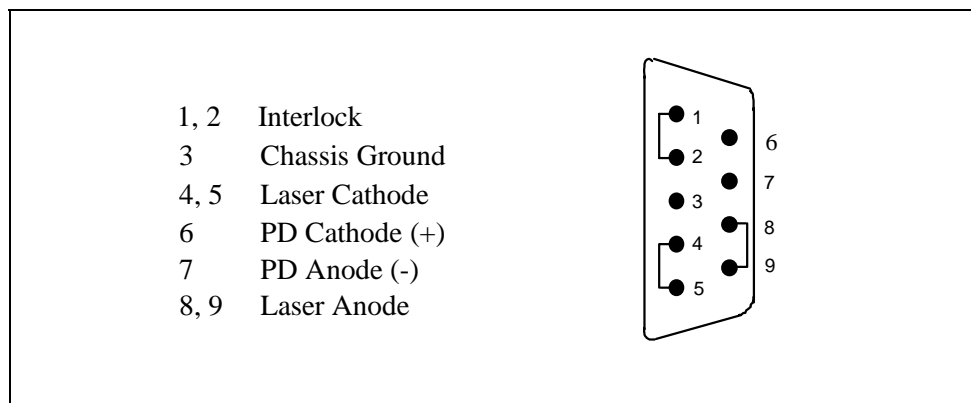 1, 2 Interlock
3 Chassis Ground
4, 5 Laser Cathode
6 PD Cathode (+)
7 PD Anode (-)
8, 9 Laser Anode
1
6
2
7
3
8
4
9
5